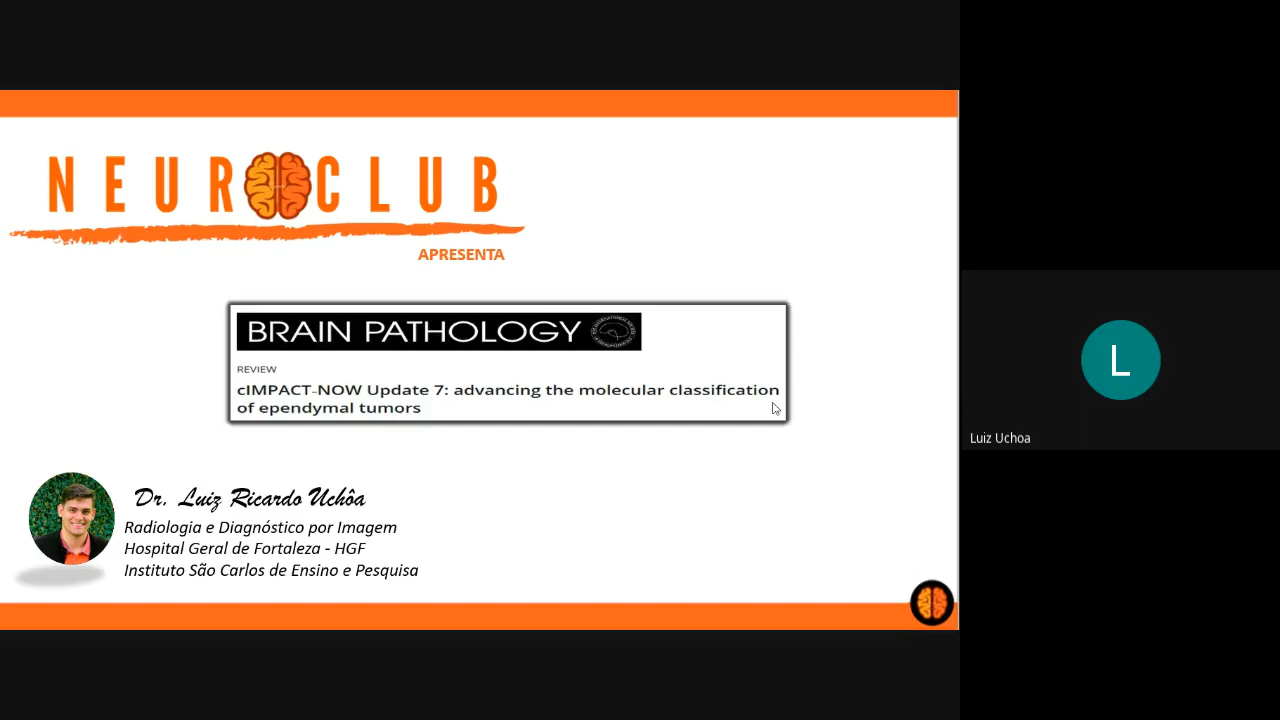 NEUROCLUB
APRESENTA
BRAIN PATHOLOGY
REVIEW
cIMPACT-NOW Update 7: advancing the molecular classification
of ependymal tumors
Dr. Luiz Ricardo Uchôa
Radiologia e Diagnóstico por Imagem
Hospital Geral de Fortaleza - HGF
Instituto São Carlos de Ensino e Pesquisa
L
Luiz Uchoa